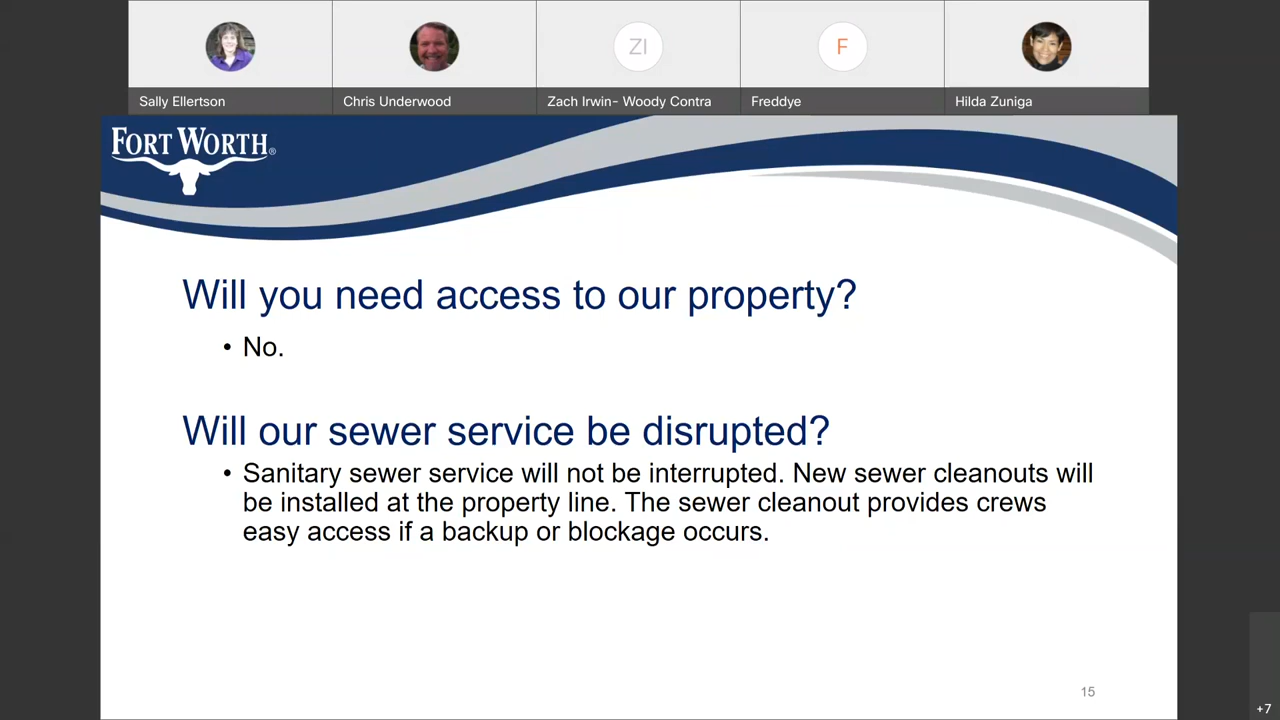 ZI
F
Sally Ellertson
Chris Underwood
Zach Irwin- Woody Contra
Freddye
Hilda Zuniga
FORT WORTH®
Will you need access to our property?
• No.
Will our sewer service be disrupted?
• Sanitary sewer service will not be interrupted. New sewer cleanouts will
be installed at the property line. The sewer cleanout provides crews
easy access if a backup or blockage occurs.
15
+7